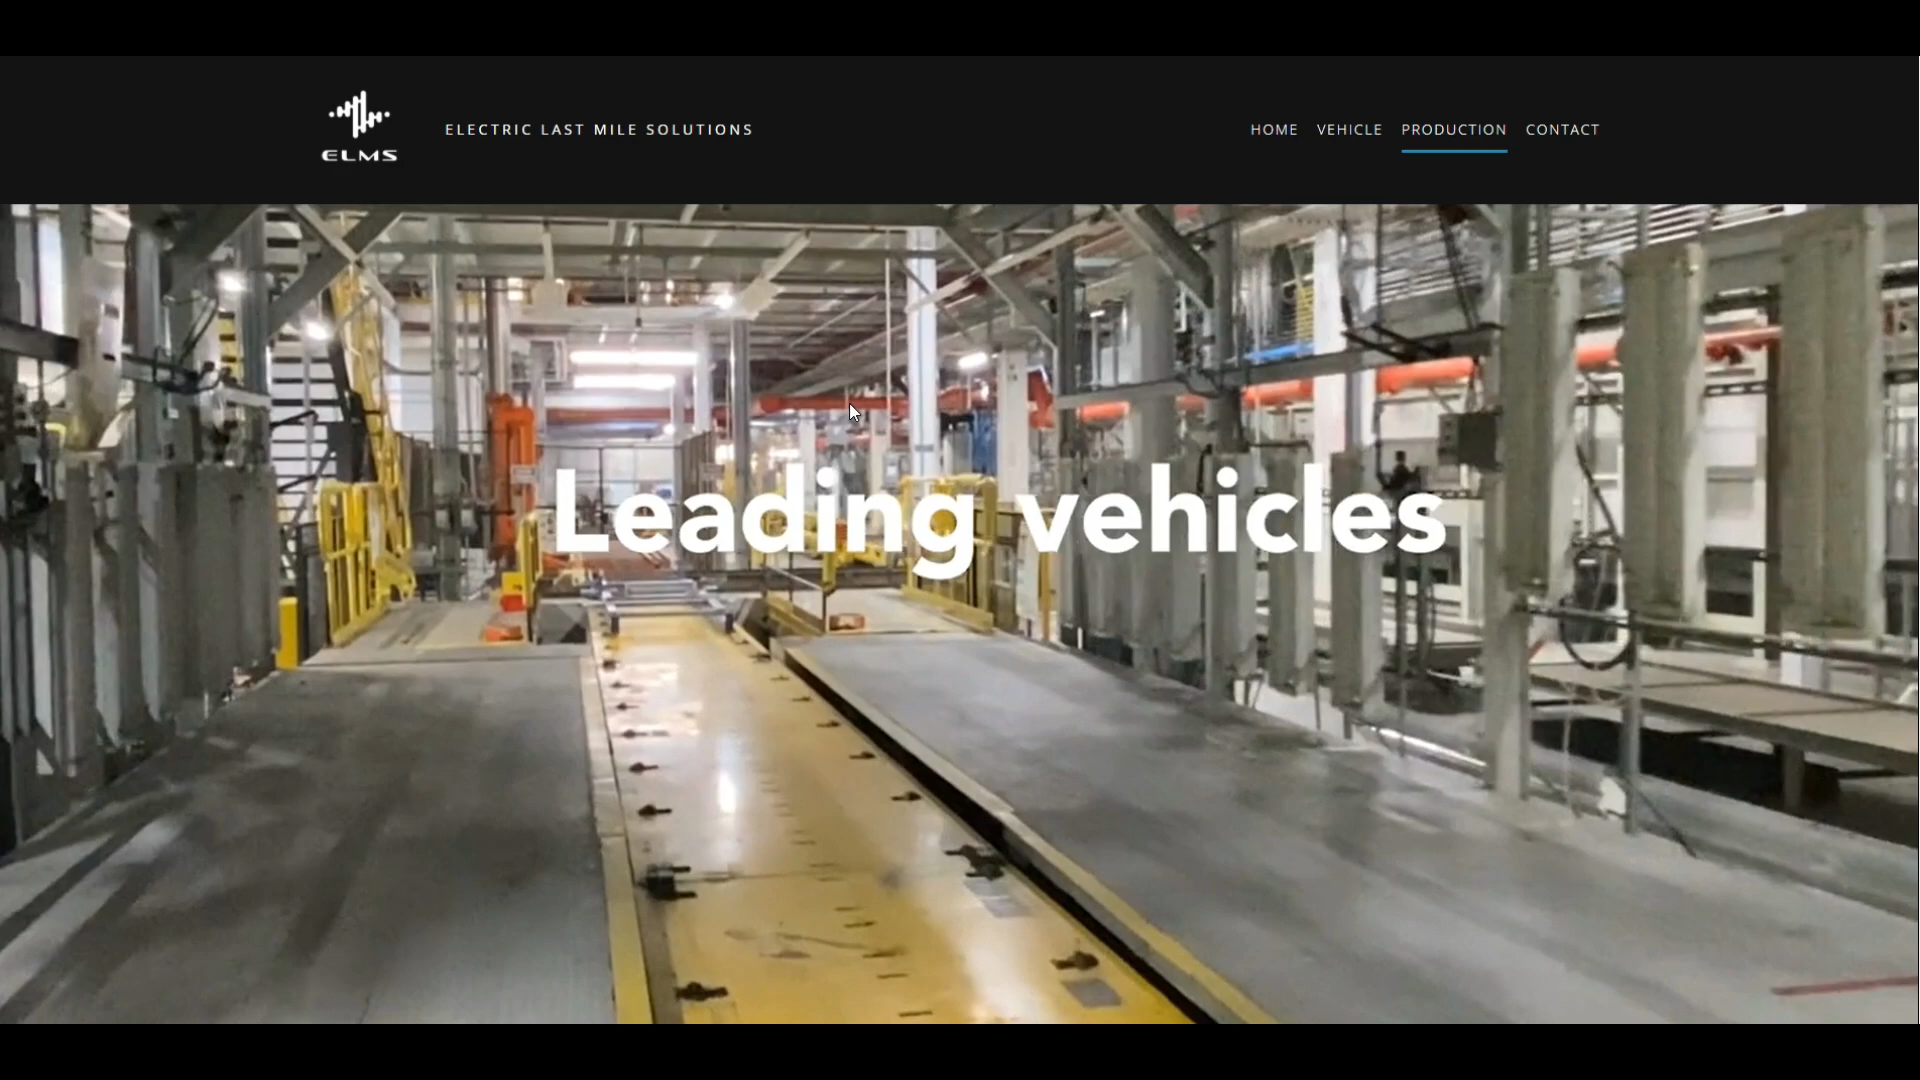 ELMS
ELECTRIC LAST MILE SOLUTIONS
HOME VEHICLE PRODUCTION CONTACT
Leading vehicles